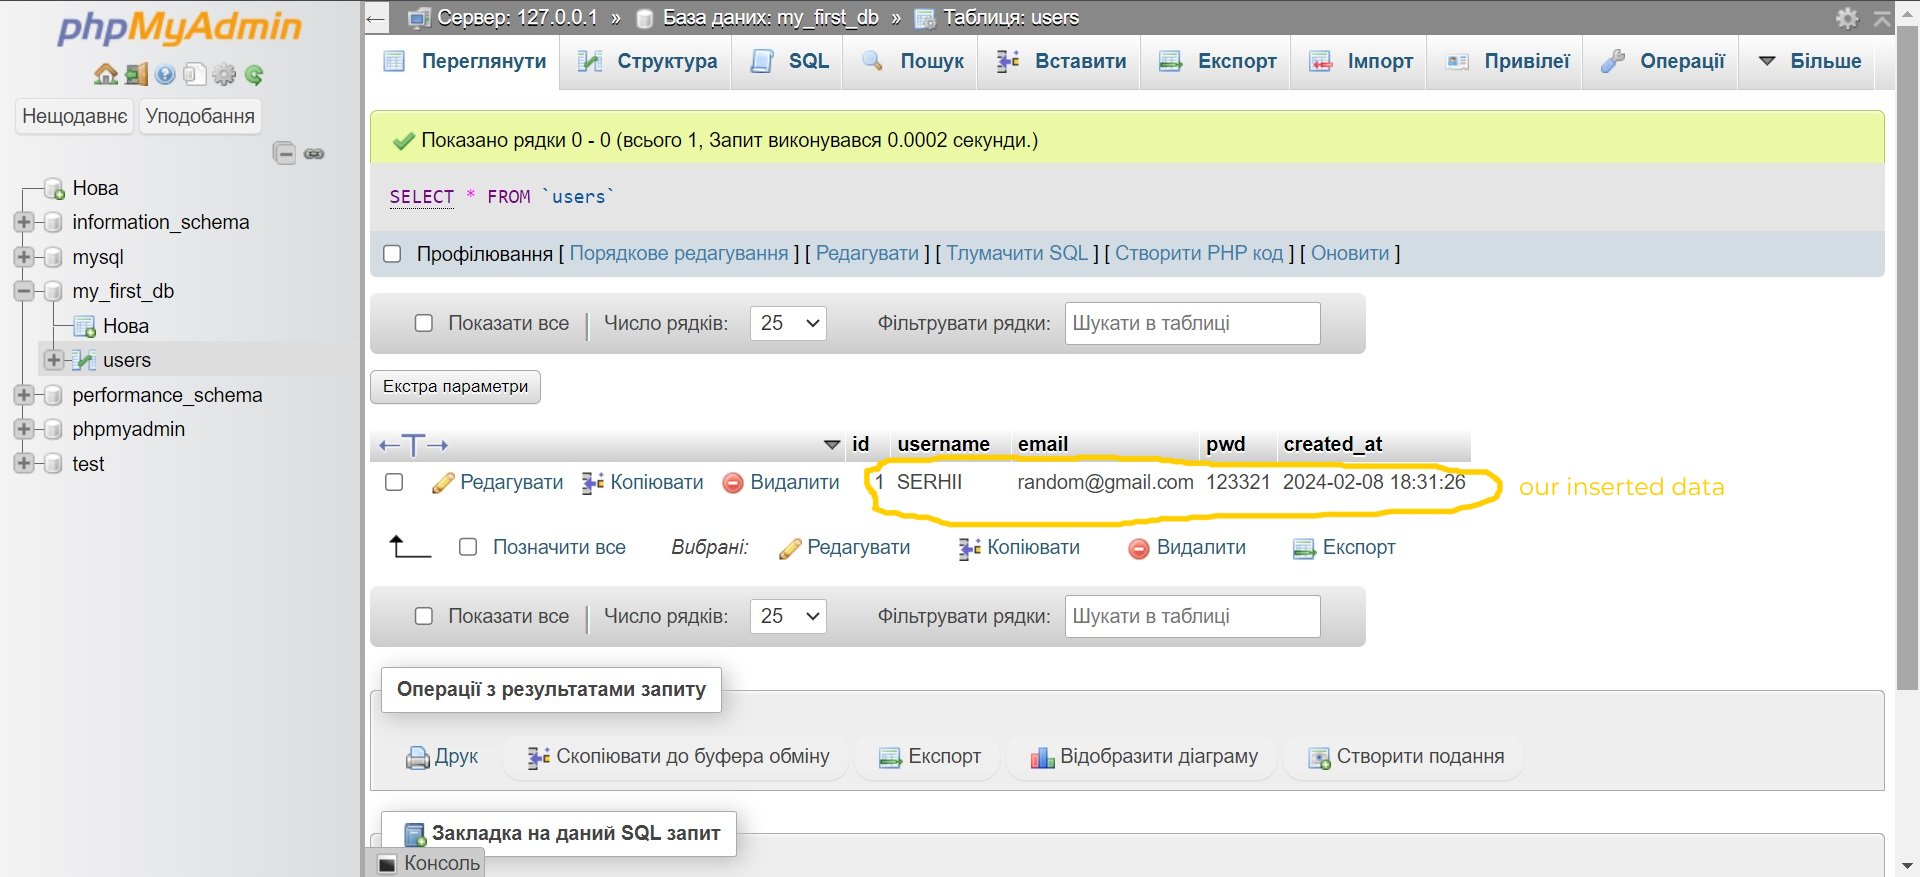 phpMyAdmin
Нещодавнє Уподобання
Нова
information_schema
mysql
my_first_db
Нова
users
performance_schema
phpmyadmin
test
Сервер: 127.0.0.1 » База даних: my_first_db » Таблиця: users
Переглянути Структура SQL Пошук Вставити Експорт Імпорт Привілеї Операції Більше
Показано рядки 0 - 0 (всього 1, Запит виконувався 0.0002 секунди.)
SELECT * FROM `users`
Профілювання [ Порядкове редагування ] [ Редагувати ] [ Тлумачити SQL ] [ Створити PHP код ] [ Оновити ]
Показати все | Число рядків: 25 Фільтрувати рядки: Шукати в таблиці
Екстра параметри
id username email pwd created_at
Редагувати Копіювати Видалити 1 SERHII random@gmail.com 123321 2024-02-08 18:31:26 our inserted data
Позначити все Вибрані: Редагувати Копіювати Видалити Експорт
Показати все | Число рядків: 25 Фільтрувати рядки: Шукати в таблиці
Операції з результатами запиту
Друк Скопіювати до буфера обміну Експорт Відобразити діаграму Створити подання
Закладка на даний SQL запит
Консоль